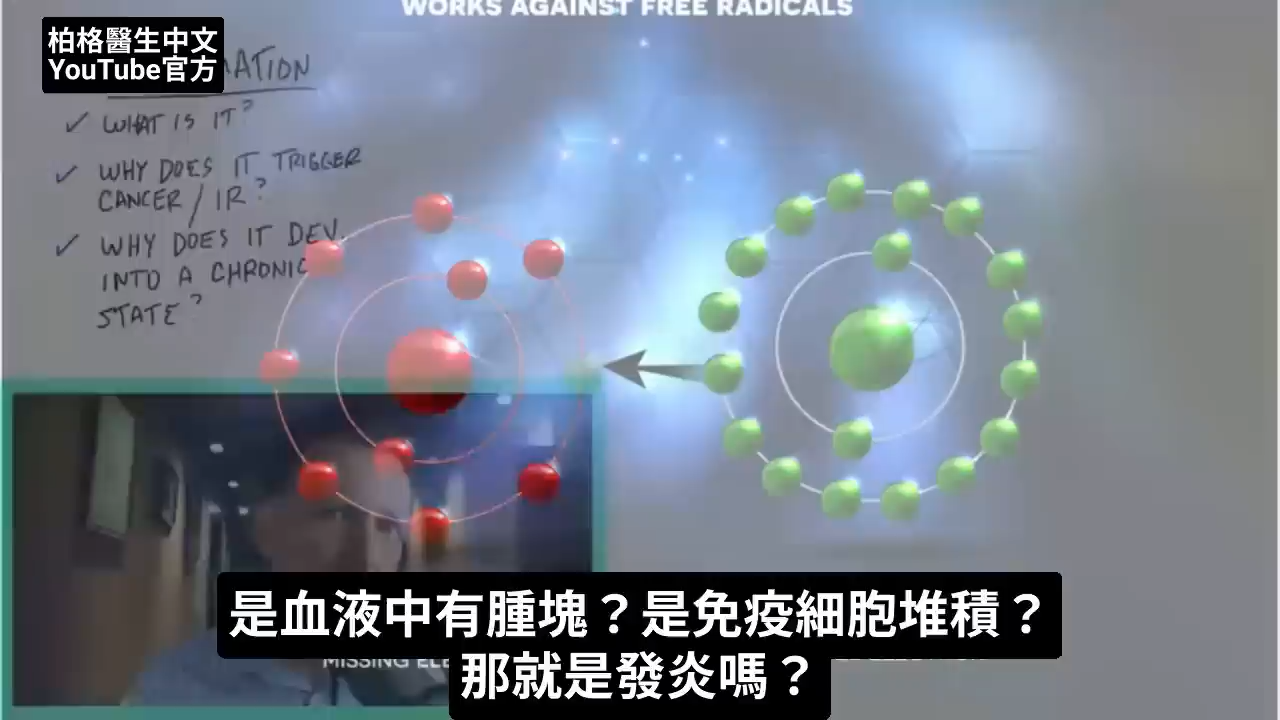 WORKS AGAINST FREE RADICALS
柏格醫生中文
YouTube官方
✓ WHAT IS IT?
✓ WHY DOES IT TRIGGER
CANCER / IR?
✓ WHY DOES IT DEV.
INTO A CHRONIC
STATE?
是血液中有腫塊？是免疫細胞堆積？
MISSING
那就是發炎嗎？